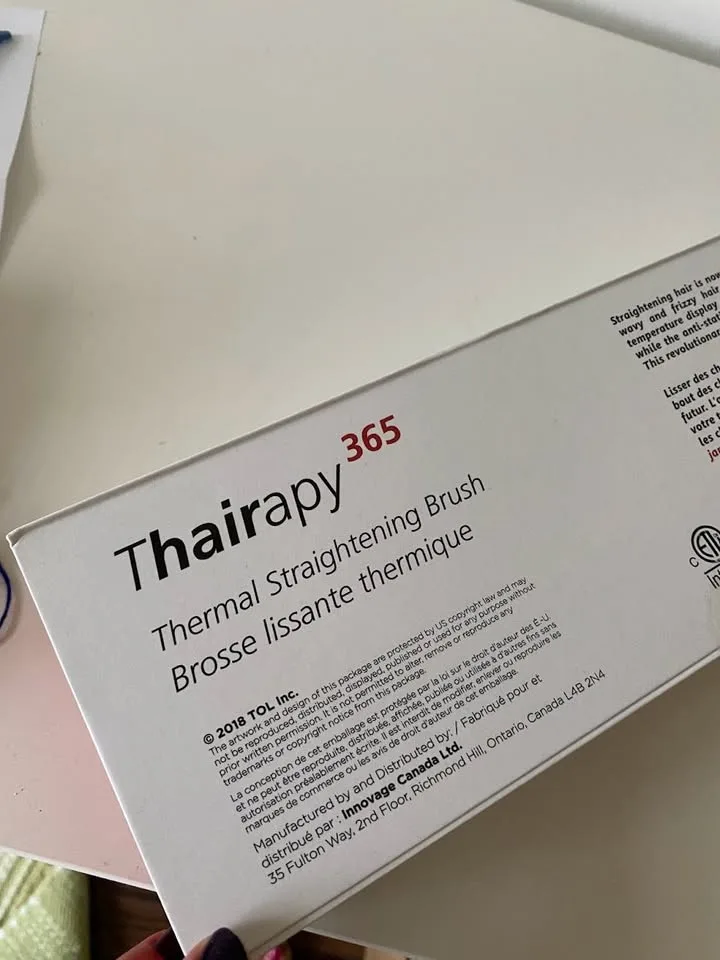 Thairapy365
Thermal Straightening Brush
Brosse lissante thermique
© 2018 TOL Inc.
The artwork and design of this package are protected by US copyright law and may
not be reproduced, distributed, displayed, published or used for any purpose without
prior written permission. It is not permitted to alter, remove or reproduce any
trademarks or copyright notices from this package.
La conception de cet emballage est protégée par la loi sur le droit d'auteur des É.-U.
et ne peut être reproduite, distribuée, affichée, publiée ou utilisée à d'autres fins sans
autorisation préalablement écrite. Il est interdit de modifier, enlever ou reproduire les
marques de commerce ou les avis de droit d'auteur de cet emballage.
Manufactured by and Distributed by: / Fabriqué pour et
distribué par : Innovage Canada Ltd.
35 Fulton Way, 2nd Floor, Richmond Hill, Ontario, Canada L4B 2N4
Straightening hair is now
wavy and frizzy hair
temperature display
while the anti-stat
This revolutionar
Lisser des ch
bout des c
futur. L'
votre t
les c
jar
C
Int